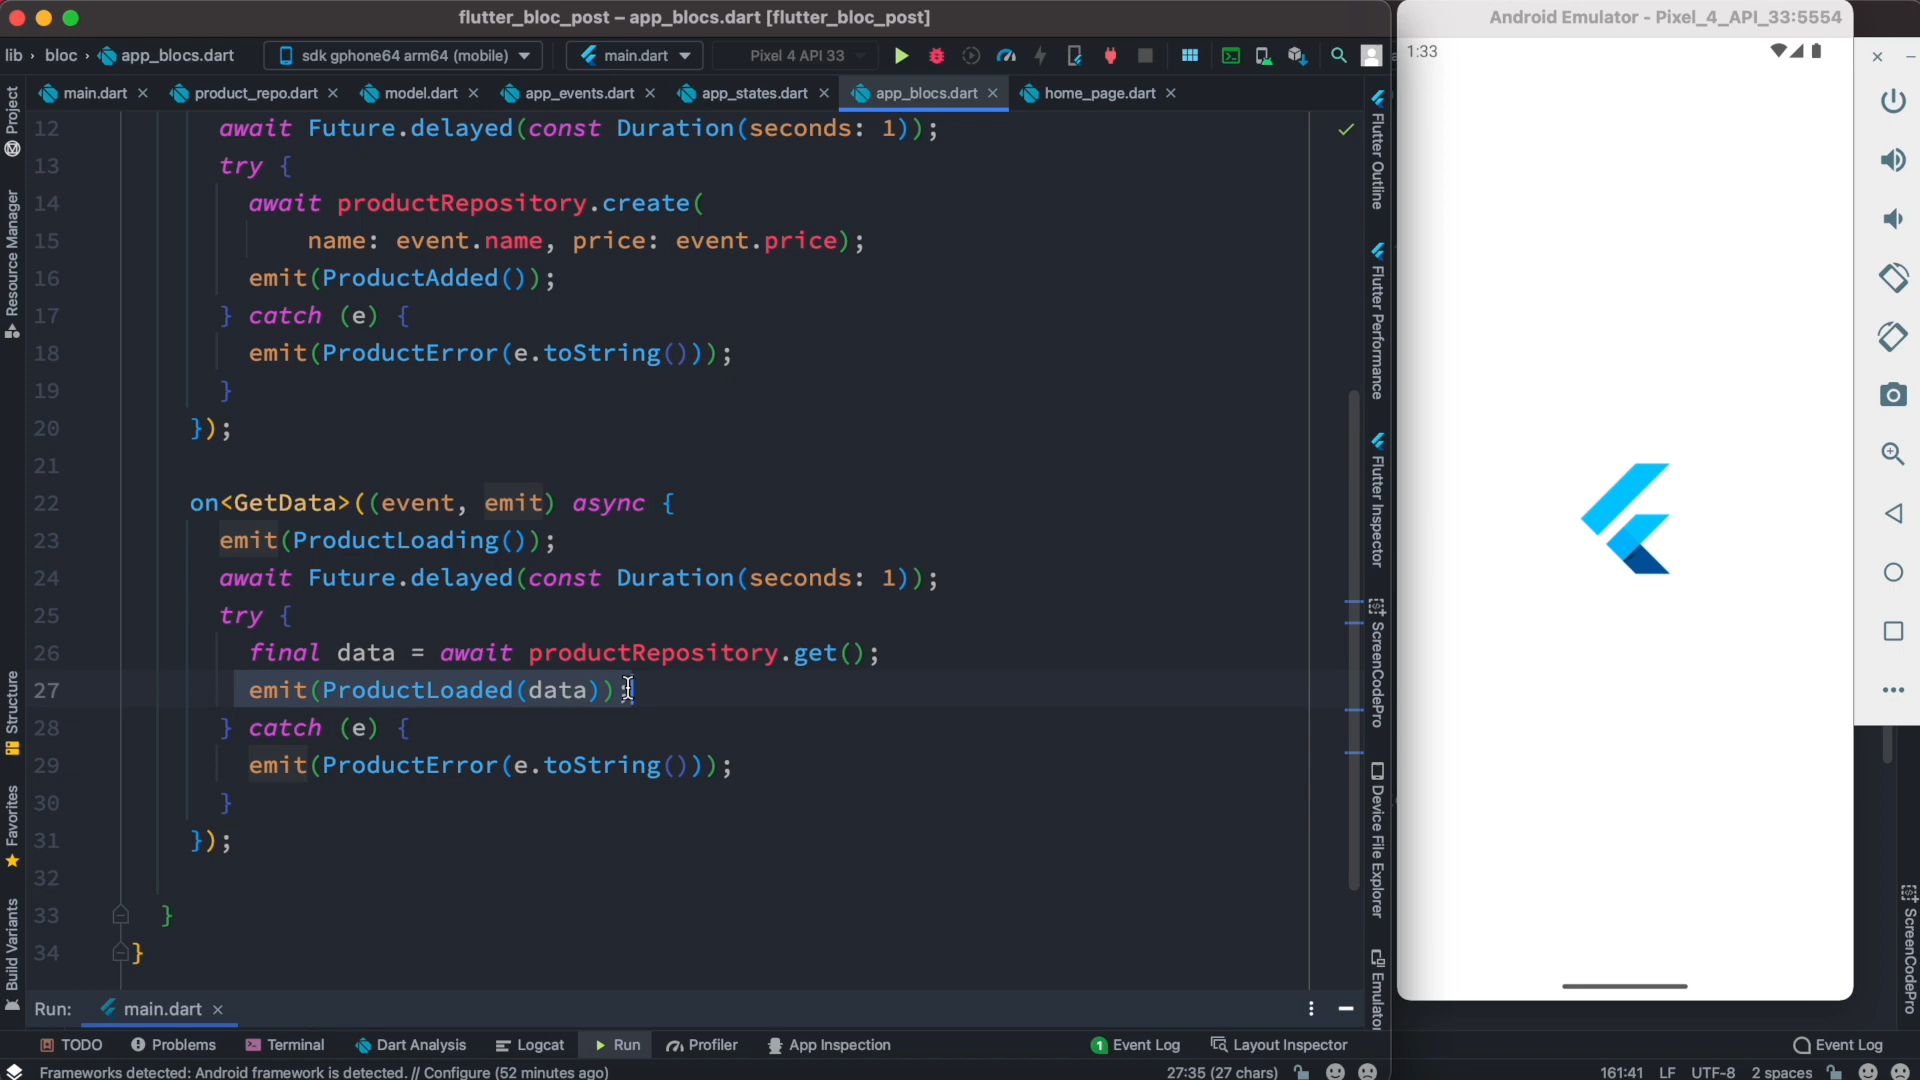 flutter_bloc_post – app_blocs.dart [flutter_bloc_post]
Android Emulator - Pixel_4_API_33:5554
lib › bloc › app_blocs.dart
sdk gphone64 arm64 (mobile)
main.dart
Pixel 4 API 33
1:33
main.dart
product_repo.dart
model.dart
app_events.dart
app_states.dart
app_blocs.dart
home_page.dart
12 await Future.delayed(const Duration(seconds: 1));
13 try {
14 await productRepository.create(
15 name: event.name, price: event.price);
16 emit(ProductAdded());
17 } catch (e) {
18 emit(ProductError(e.toString()));
19 }
20 });
21
22 on<GetData>((event, emit) async {
23 emit(ProductLoading());
24 await Future.delayed(const Duration(seconds: 1));
25 try {
26 final data = await productRepository.get();
27 emit(ProductLoaded(data));
28 } catch (e) {
29 emit(ProductError(e.toString()));
30 }
31 });
32
33 }
34 }
Project
Resource Manager
Structure
Favorites
Build Variants
Flutter Outline
Flutter Performance
Flutter Inspector
ScreenCodePro
Device File Explorer
Emulator
ScreenCodePro
Run:
main.dart
TODO
Problems
Terminal
Dart Analysis
Logcat
Run
Profiler
App Inspection
1 Event Log
Layout Inspector
Event Log
Frameworks detected: Android framework is detected. // Configure (52 minutes ago)
27:35 (27 chars)
161:41 LF UTF-8 2 spaces